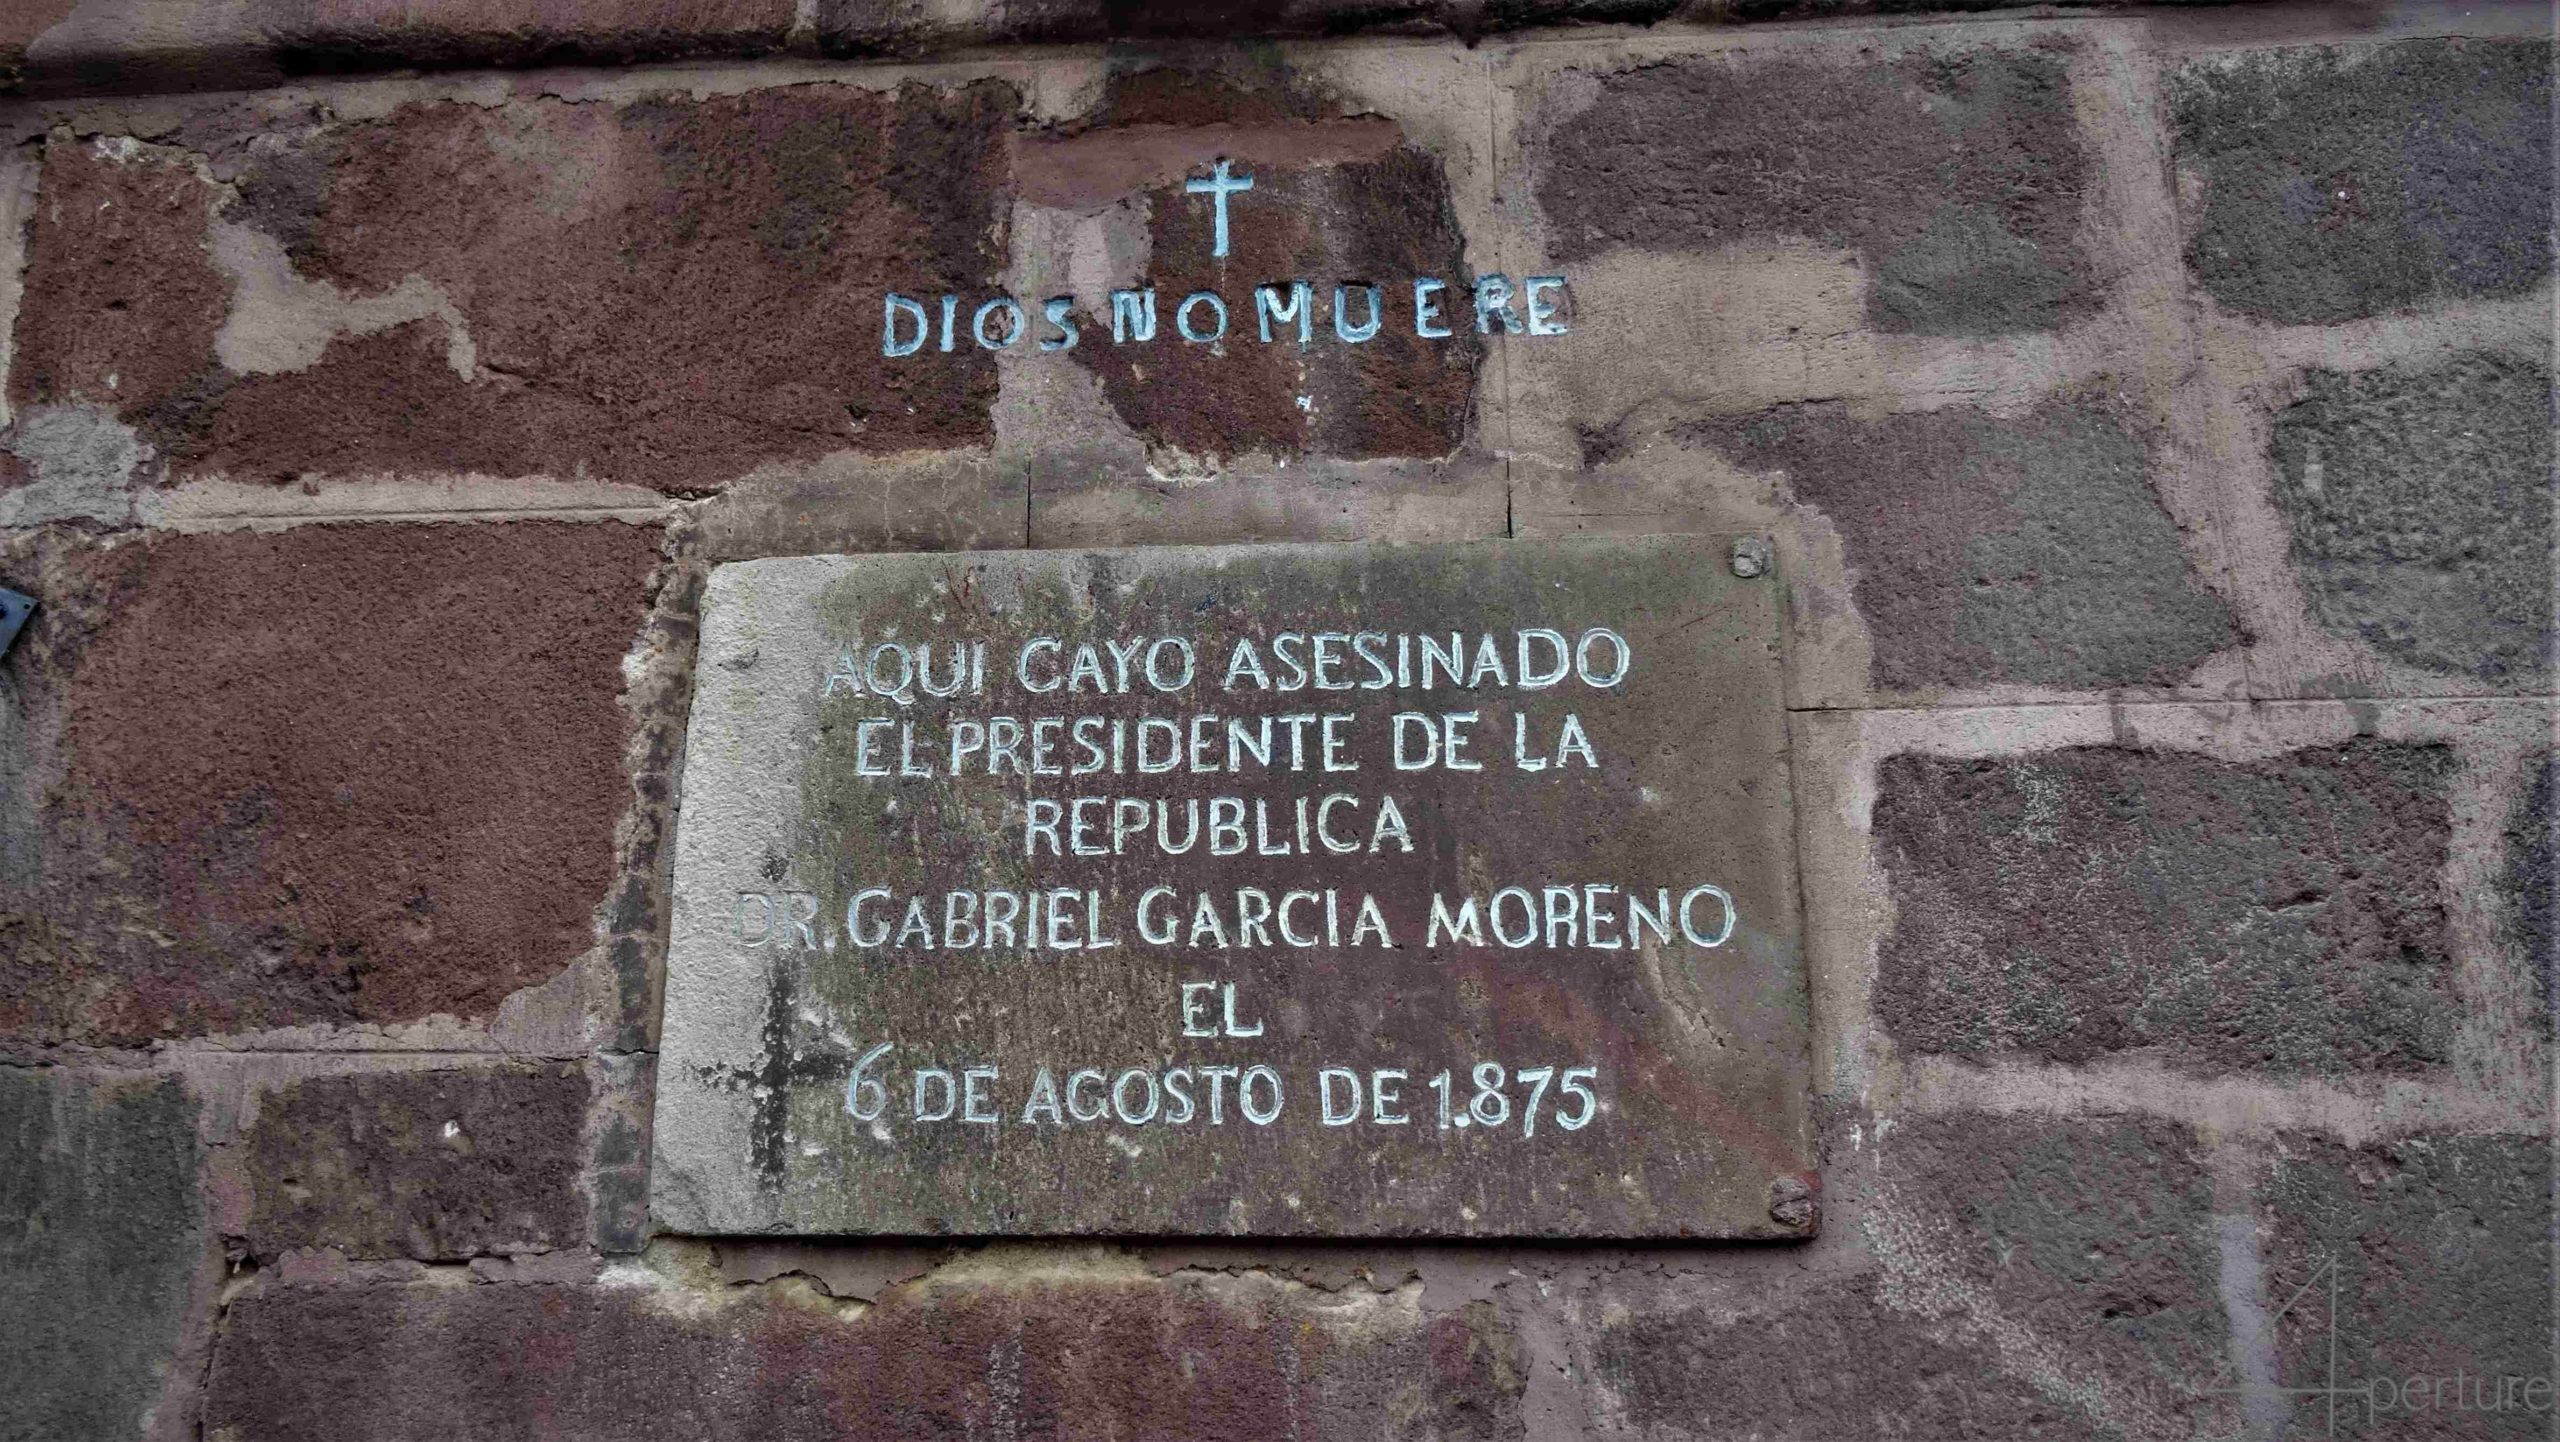 DIOS NO MUERE
AQUI CAYO ASESINADO
EL PRESIDENTE DE LA
REPUBLICA
DR. GABRIEL GARCIA MORENO
EL
6 DE AGOSTO DE 1.875
4perture